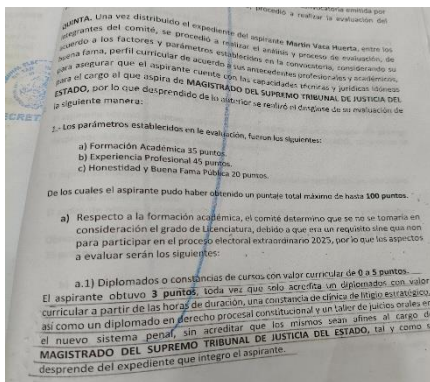 vocatoria emitida por
procedió a realizar la evaluación del
QUINTA. Una vez distribuido el expediente del aspirante Martín Vaca Huerta, entre los
integrantes del comité, se procedió a realizar el análisis y proceso de evaluación, de
acuerdo a los factores y parámetros establecidos en la convocatoria, considerando su
buena fama, perfil curricular de acuerdo a sus antecedentes profesionales y académicos,
para asegurar que el aspirante cuente con las capacidades técnicas y jurídicas idóneas
para el cargo al que aspira de MAGISTRADO DEL SUPREMO TRIBUNAL DE JUSTICIA DEL
ESTADO, por lo que desprendido de lo anterior se realizó el desglose de su evaluación de
la siguiente manera:
CRET
1.- Los parámetros establecidos en le evaluación, fueron los siguientes:
a) Formación Académica 35 puntos.
b) Experiencia Profesional 45 puntos.
c) Honestidad y Buena Fama Pública 20 puntos.
De los cuales el aspirante pudo haber obtenido un puntaje total máximo de hasta 100 puntos.
a) Respecto a la formación académica, el comité determino que se no se tomaría en
consideración el grado de Licenciatura, debido a que era un requisito sine qua non
para participar en el proceso electoral extraordinario 2025, por lo que los aspectos
a evaluar serán los siguientes:
a.1) Diplomados o constancias de cursos con valor curricular de 0 a 5 puntos.
El aspirante obtuvo 3 puntos, toda vez que solo acredita un diplomados con valor
curricular a partir de las horas de duración, una constancia de clínica de litigio estratégico,
así como un diplomado en derecho procesal constitucional y un taller de juicios orales en
el nuevo sistema penal, sin acreditar que los mismos sean afines al cargo d
MAGISTRADO DEL SUPREMO TRIBUNAL DE JUSTICIA DEL ESTADO, tal y como s
desprende del expediente que integro el aspirante.